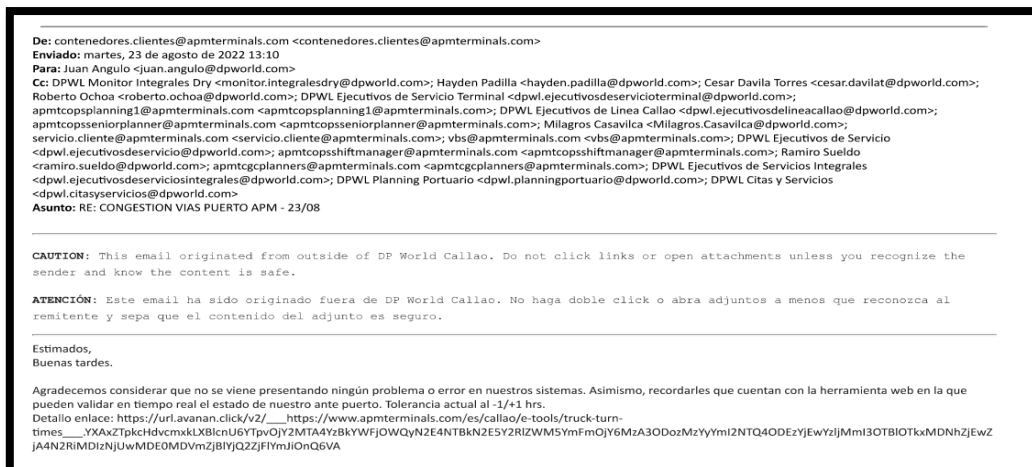 De: contenedores.clientes@apmterminals.com <contenedores.clientes@apmterminals.com>
Enviado: martes, 23 de agosto de 2022 13:10
Para: Juan Angulo <juan.angulo@dpworld.com>
Cc: DPWL Monitor Integrales Dry <monitor.integralesdry@dpworld.com>; Hayden Padilla <hayden.padilla@dpworld.com>; Cesar Davila Torres <cesar.davilat@dpworld.com>;
Roberto Ochoa <roberto.ochoa@dpworld.com>; DPWL Ejecutivos de Servicio Terminal <dpwl.ejecutivosdeservicioterminal@dpworld.com>;
apmtcopsplanning1@apmterminals.com <apmtcopsplanning1@apmterminals.com>; DPWL Ejecutivos de Linea Callao <dpwl.ejecutivosdelineacallao@dpworld.com>;
apmtcopsseniorplanner@apmterminals.com <apmtcopsseniorplanner@apmterminals.com>; Milagros Casavilca <Milagros.Casavilca@dpworld.com>;
servicio.cliente@apmterminals.com <servicio.cliente@apmterminals.com>; vbs@apmterminals.com <vbs@apmterminals.com>; DPWL Ejecutivos de Servicio
<dpwl.ejecutivosdeservicio@dpworld.com>; apmtcopsshiftmanager@apmterminals.com <apmtcopsshiftmanager@apmterminals.com>; Ramiro Sueldo
<ramiro.sueldo@dpworld.com>; apmtcgcplanners@apmterminals.com <apmtcgcplanners@apmterminals.com>; DPWL Ejecutivos de Servicios Integrales
<dpwl.ejecutivosdeserviciosintegrales@dpworld.com>; DPWL Planning Portuario <dpwl.planningportuario@dpworld.com>; DPWL Citas y Servicios
<dpwl.citasyservicios@dpworld.com>
Asunto: RE: CONGESTION VIAS PUERTO APM - 23/08
CAUTION: This email originated from outside of DP World Callao. Do not click links or open attachments unless you recognize the
sender and know the content is safe.
ATENCIÓN: Este email ha sido originado fuera de DP World Callao. No haga doble click o abra adjuntos a menos que reconozca al
remitente y sepa que el contenido del adjunto es seguro.
Estimados,
Buenas tardes.
Agradecemos considerar que no se viene presentando ningún problema o error en nuestros sistemas. Asimismo, recordarles que cuentan con la herramienta web en la que
pueden validar en tiempo real el estado de nuestro ante puerto. Tolerancia actual al -1/+1 hrs.
Detallo enlace: https://url.avanan.click/v2/___https://www.apmterminals.com/es/callao/e-tools/truck-turn-
times___.YXAxZTpkcHdvcmxkLXBlcnU6YTpvOjY2MTA4YzBkYWFjOWQyN2E4NTBkN2E5Y2RlZWM5YmFmOjY6MzA3ODozMzYyYmI2NTQ4ODEzYjEwYzljMmI3OTBlOTkxMDNhZjEwZ
jA4N2RiMDIzNjUwMDE0MDVmZjBlYjQ2ZjFlYmJiOnQ6VA